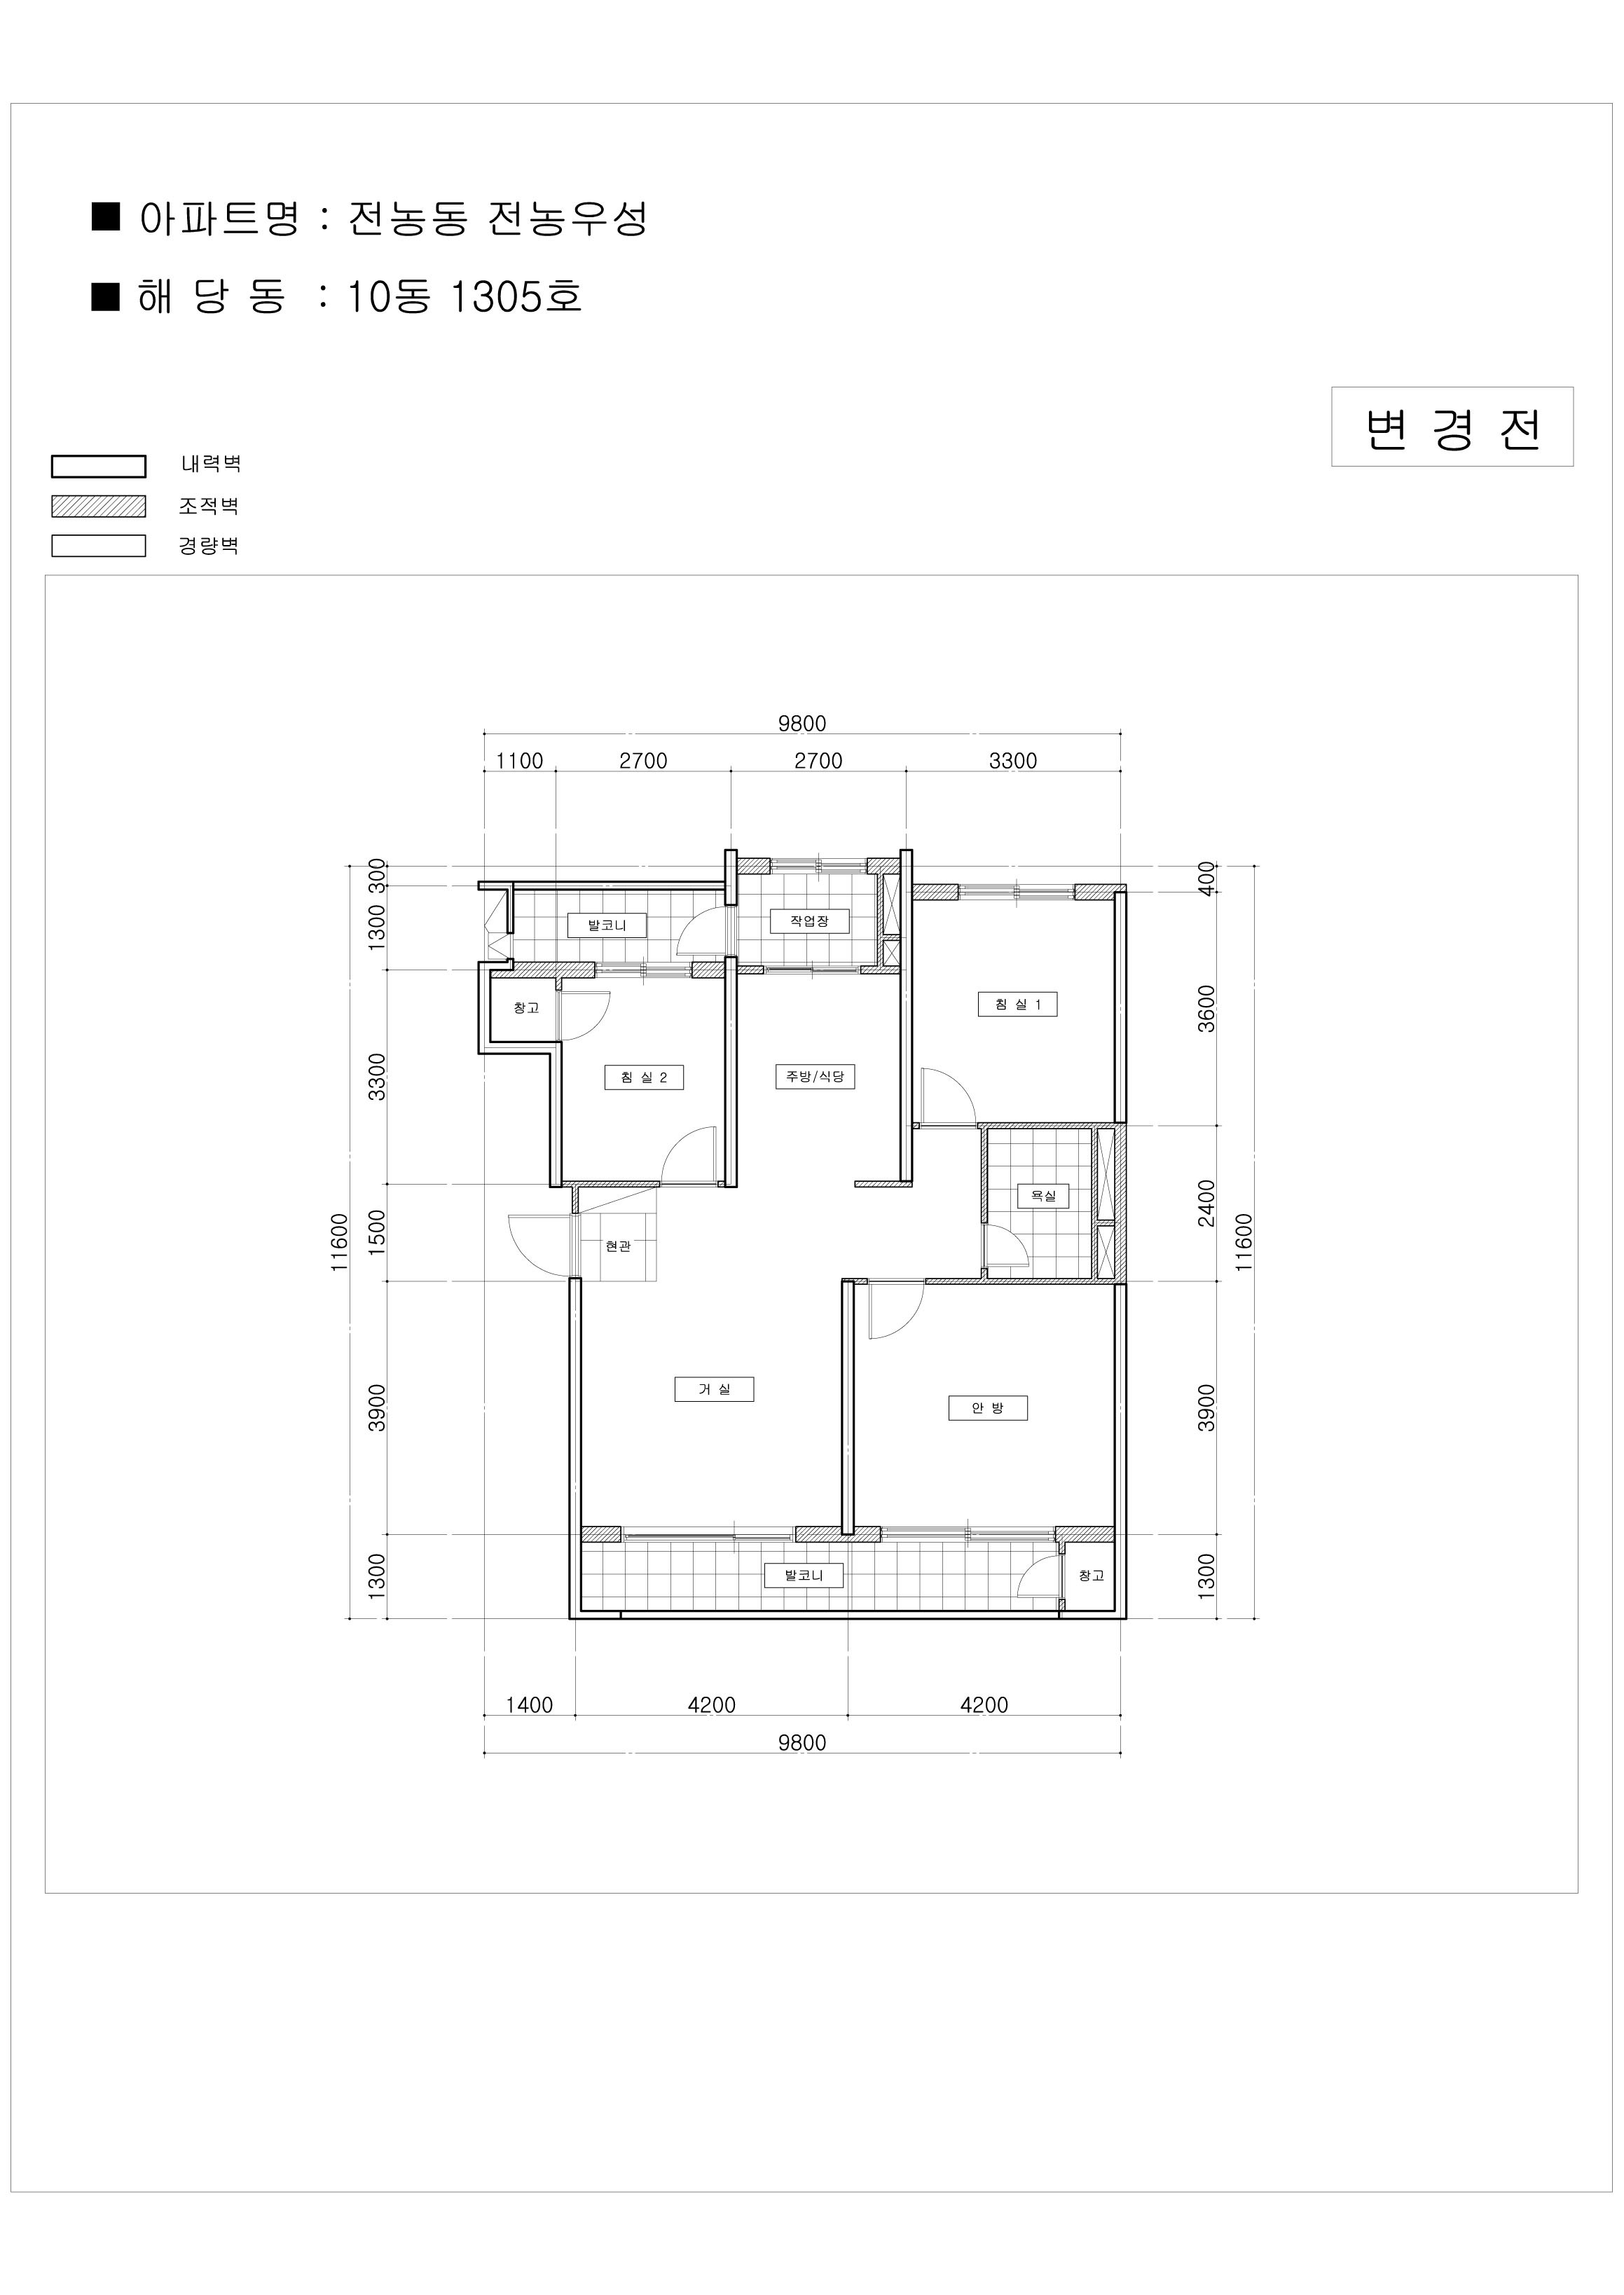 ■ 아파트명 : 전농동 전농우성
■ 해 당 동 : 10동 1305호
변 경 전
내력벽
조적벽
경량벽
9800
1100 2700 2700 3300
300 400
1300
발코니 작업장
창고 침 실 1
3600
3300
침 실 2 주방/식당
2400
욕실
11600 1500 현관 11600
3900 거 실 안 방 3900
1300 발코니 창고 1300
1400 4200 4200
9800